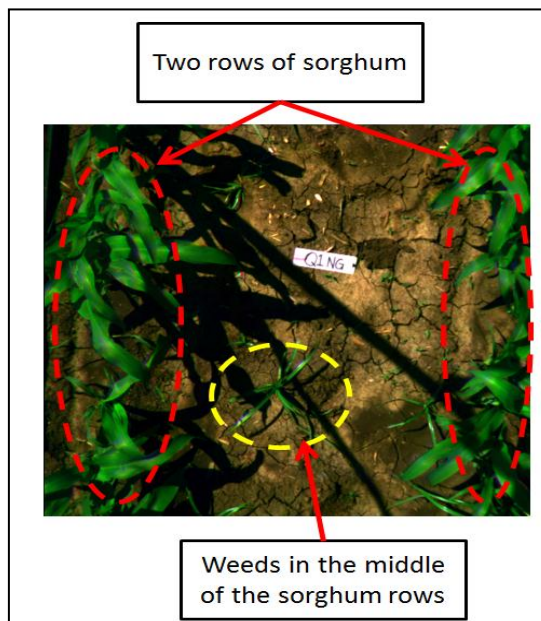 Two rows of sorghum
Q1 NG
Weeds in the middle
of the sorghum rows